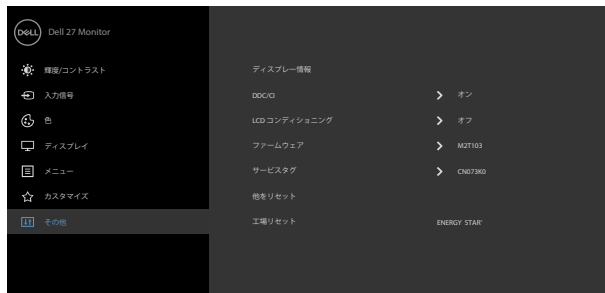 DELL Dell 27 Monitor
輝度/コントラスト
入力信号
色
ディスプレイ
メニュー
カスタマイズ
その他
ディスプレー情報
DDC/CI オン
LCD コンディショニング オフ
ファームウェア M2T103
サービスタグ CN073K0
他をリセット
工場リセット ENERGY STAR®